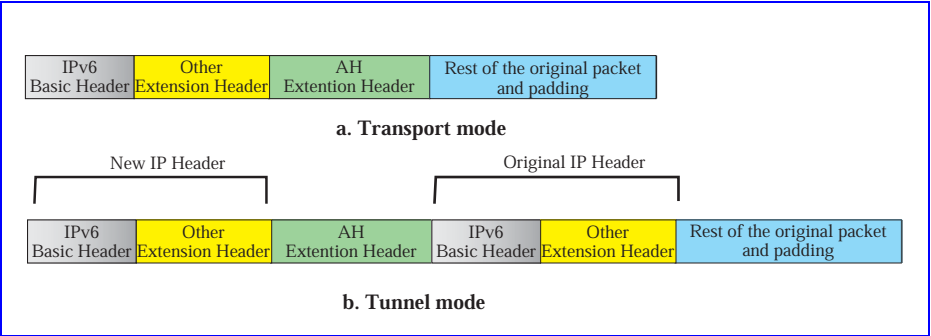 IPv6 Basic Header
Other Extension Header
AH Extention Header
Rest of the original packet and padding
a. Transport mode
New IP Header
Original IP Header
IPv6 Basic Header
Other Extension Header
AH Extention Header
IPv6 Basic Header
Other Extension Header
Rest of the original packet and padding
b. Tunnel mode